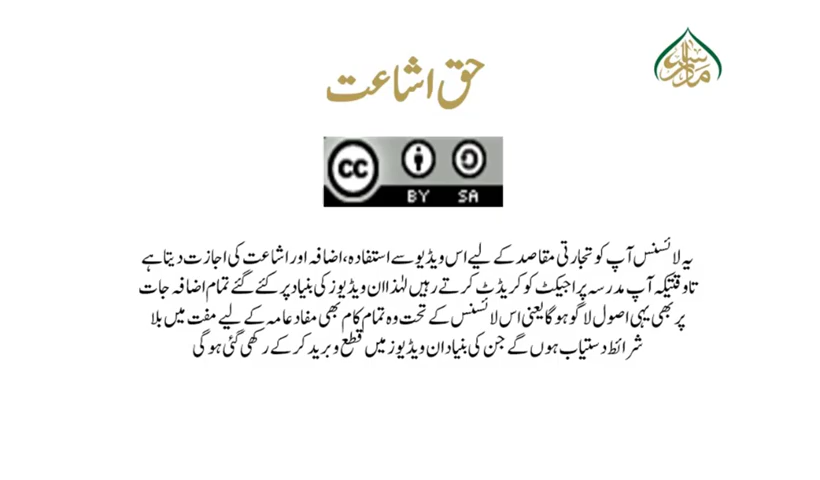 مدرسہ
حق اشاعت
cc
BY SA
یہ لائسنس آپ کو تجارتی مقاصد کے لیے اس ویڈیو سے استفادہ، اضافہ اور اشاعت کی اجازت دیتا ہے
تاوقتیکہ آپ مدرسہ پراجیکٹ کو کریڈٹ کرتے رہیں لہٰذا ان ویڈیوز کی بنیاد پر کئے گئے تمام اضافہ جات
پر بھی یہی اصول لاگو ہوگا یعنی اس لائسنس کے تحت وہ تمام کام بھی مفاد عامہ کے لیے مفت میں بلا
شرائط دستیاب ہوں گے جن کی بنیاد ان ویڈیوز میں قطع و برید کر کے رکھی گئی ہوگی